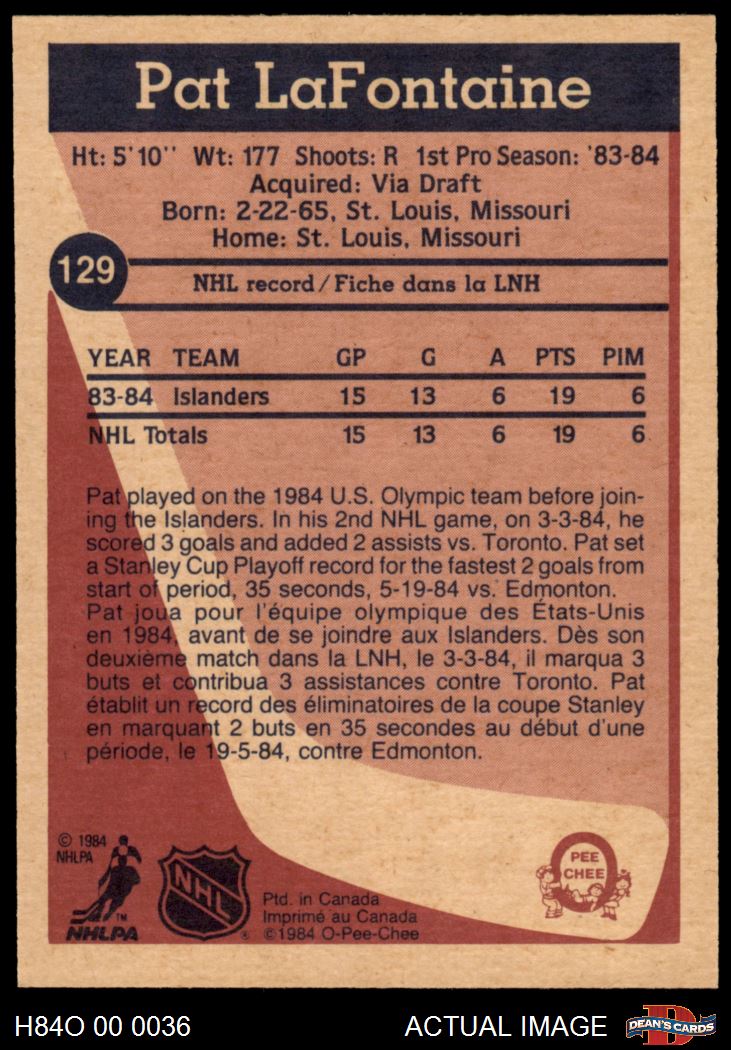 Pat LaFontaine
Ht: 5'10'' Wt: 177 Shoots: R 1st Pro Season: '83-84
Acquired: Via Draft
Born: 2-22-65, St. Louis, Missouri
Home: St. Louis, Missouri
129
NHL record/Fiche dans la LNH
YEAR TEAM GP G A PTS PIM
83-84 Islanders 15 13 6 19 6
NHL Totals 15 13 6 19 6
Pat played on the 1984 U.S. Olympic team before join-
ing the Islanders. In his 2nd NHL game, on 3-3-84, he
scored 3 goals and added 2 assists vs. Toronto. Pat set
a Stanley Cup Playoff record for the fastest 2 goals from
start of period, 35 seconds, 5-19-84 vs. Edmonton.
Pat joua pour l'équipe olympique des États-Unis
en 1984, avant de se joindre aux Islanders. Dès son
deuxième match dans la LNH, le 3-3-84, il marqua 3
buts et contribua 3 assistances contre Toronto. Pat
établit un record des éliminatoires de la coupe Stanley
en marquant 2 buts en 35 secondes au début d'une
période, le 19-5-84, contre Edmonton.
© 1984
NHLPA
TM
NHLPA
NHL
®
Ptd. in Canada
Imprimé au Canada
©1984 O-Pee-Chee
PEE
CHEE
H84O 00 0036
ACTUAL IMAGE
D
DEAN'S CARDS